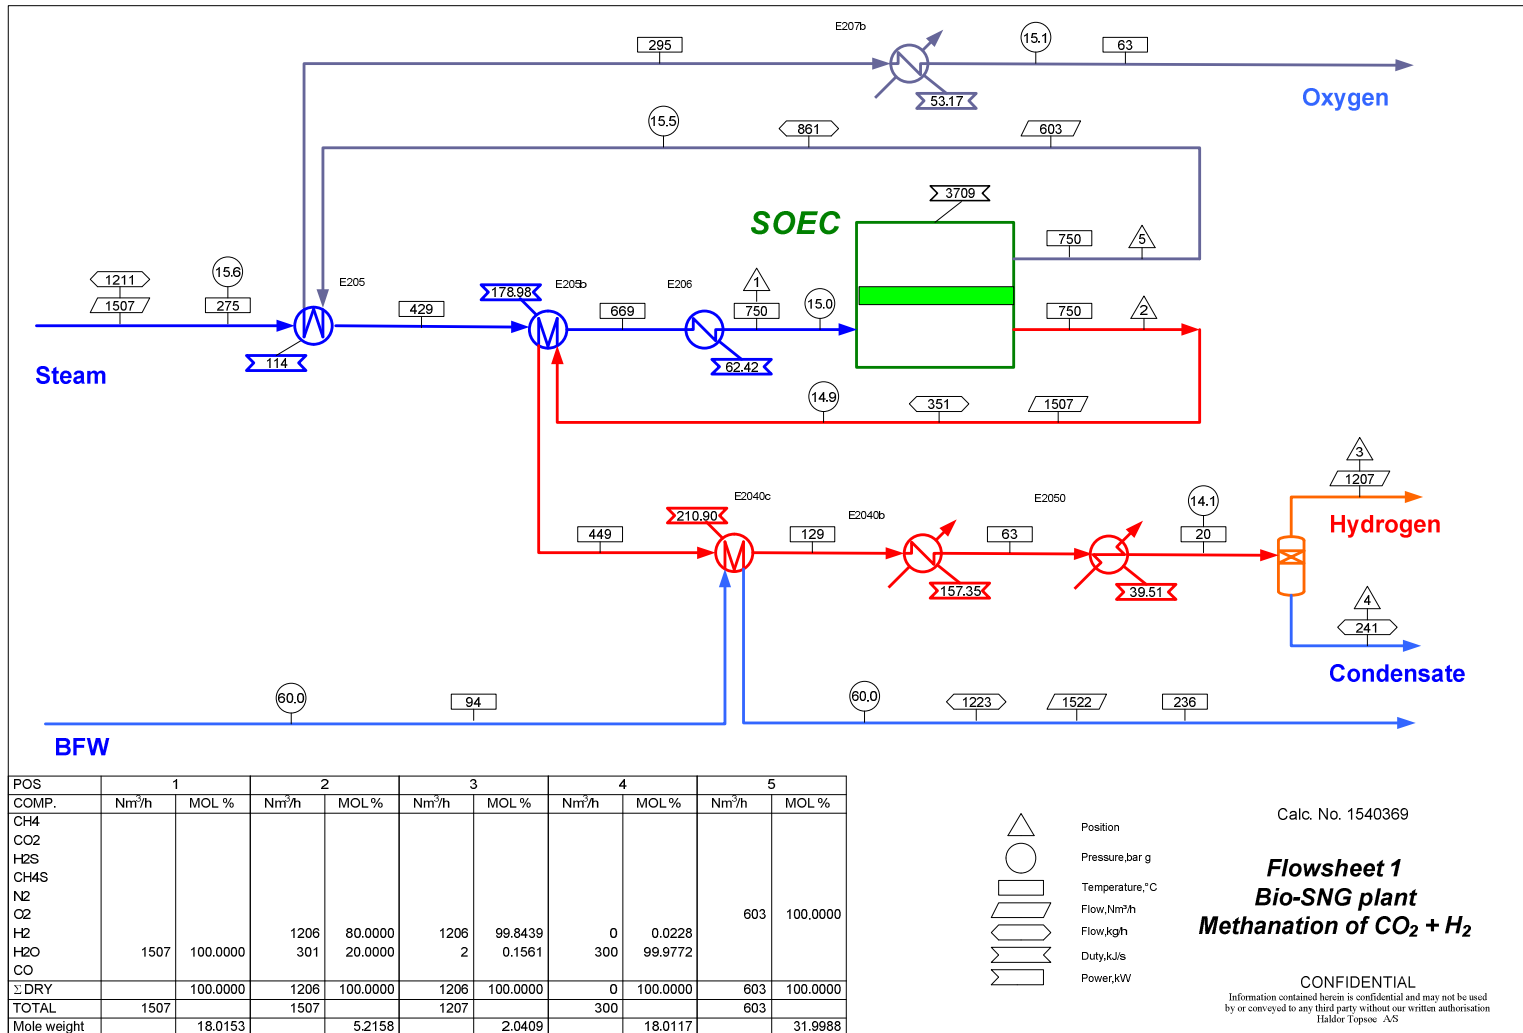 E207b
295
15.1
63
53.17
Oxygen
15.5
861
603
3709
SOEC
750
5
1211
1507
15.6
275
E205
429
178.98
E205b
669
E206
1
750
15.0
750
2
114
62.42
Steam
14.9
351
1507
3
1207
Hydrogen
E2040c
210.90
449
129
E2040b
63
E2050
14.1
20
157.35
39.51
4
241
Condensate
60.0
94
60.0
1223
1522
236
BFW
POS 1 2 3 4 5
COMP. Nm³/h MOL % Nm³/h MOL % Nm³/h MOL % Nm³/h MOL % Nm³/h MOL %
CH4
CO2
H2S
CH4S
N2
O2 603 100.0000
H2 1206 80.0000 1206 99.8439 0 0.0228
H2O 1507 100.0000 301 20.0000 2 0.1561 300 99.9772
CO
Σ DRY 100.0000 1206 100.0000 1206 100.0000 0 100.0000 603 100.0000
TOTAL 1507 1507 1207 300 603
Mole weight 18.0153 5.2158 2.0409 18.0117 31.9988
Position
Pressure,bar g
Temperature,°C
Flow,Nm³/h
Flow,kg/h
Duty,kJ/s
Power,kW
Calc. No. 1540369
Flowsheet 1
Bio-SNG plant
Methanation of CO₂ + H₂
CONFIDENTIAL
Information contained herein is confidential and may not be used
by or conveyed to any third party without our written authorisation
Haldor Topsøe A/S